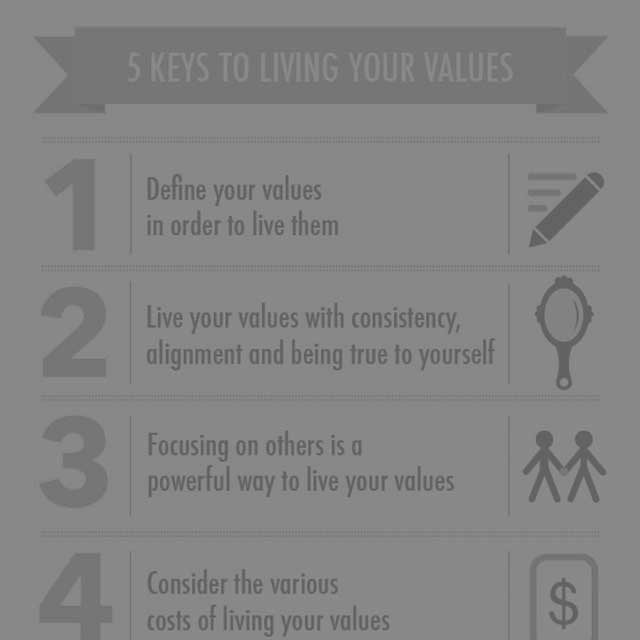 5 KEYS TO LIVING YOUR VALUES
1
Define your values
in order to live them
2
Live your values with consistency,
alignment and being true to yourself
3
Focusing on others is a
powerful way to live your values
4
Consider the various
costs of living your values
$